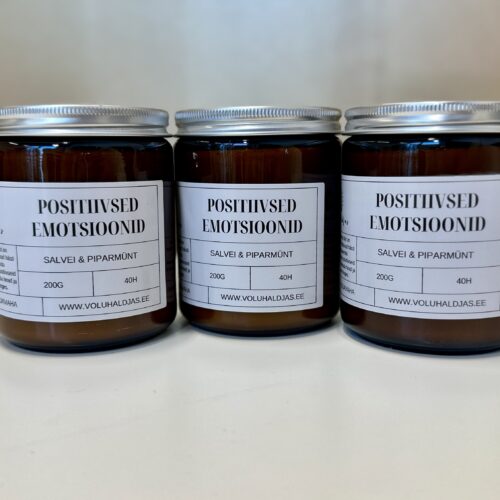 POSITIIVSED
EMOTSIOONID
SALVEI & PIPARMÜNT
200G
40H
WWW.VOLUHALDJAS.EE
POSITIIVSED
EMOTSIOONID
SALVEI & PIPARMÜNT
200G
40H
WWW.VOLUHALDJAS.EE
POSITIIVSED
EMOTSIOONID
SALVEI & PIPARMÜNT
200G
40H
WWW.VOLUHALDJAS.EE